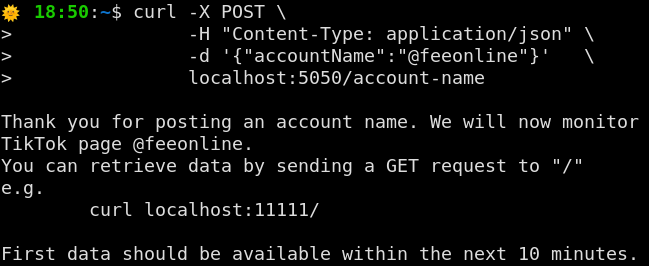 🌞 18:50:~$ curl -X POST \
>                -H "Content-Type: application/json" \
>                -d '{"accountName":"@feeonline"}'   \
>                localhost:5050/account-name
Thank you for posting an account name. We will now monitor
TikTok page @feeonline.
You can retrieve data by sending a GET request to "/"
e.g.
        curl localhost:11111/
First data should be available within the next 10 minutes.